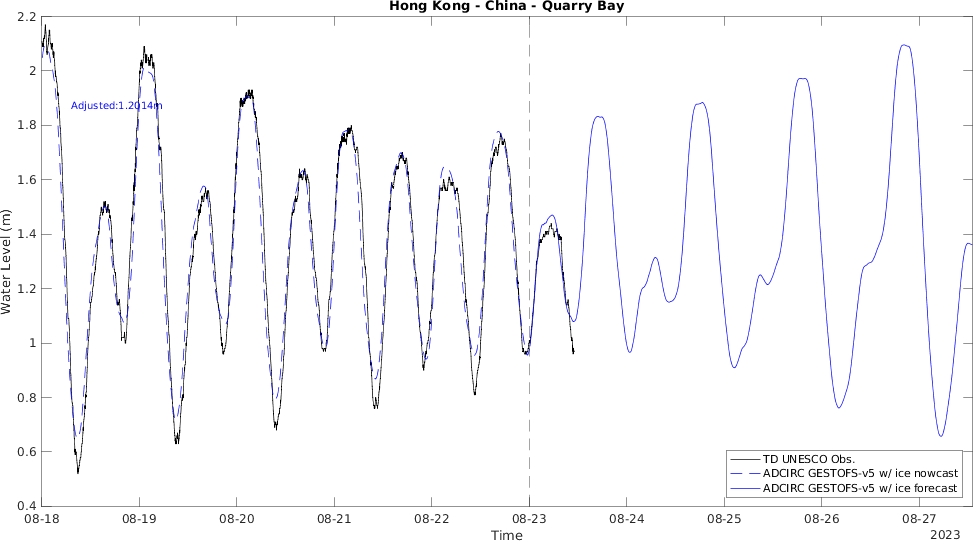 Hong Kong - China - Quarry Bay
2.2
2
1.8
1.6
1.4
1.2
1
0.8
0.6
0.4
Water Level (m)
Adjusted:1.2014m
TD UNESCO Obs.
ADCIRC GESTOFS-v5 w/ ice nowcast
ADCIRC GESTOFS-v5 w/ ice forecast
08-18 08-19 08-20 08-21 08-22 08-23 08-24 08-25 08-26 08-27
Time
2023